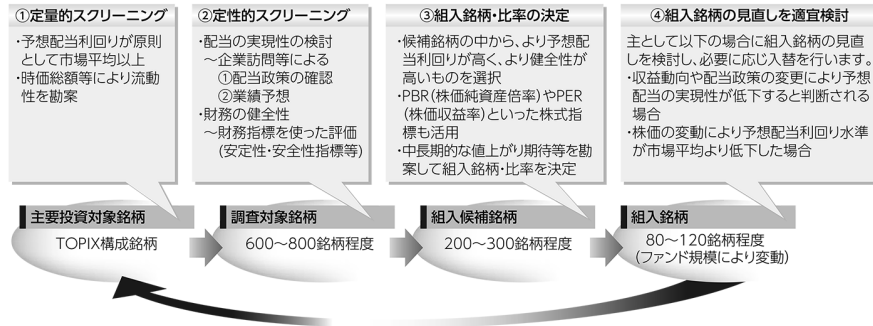 ①定量的スクリーニング
・予想配当利回りが原則
として市場平均以上
・時価総額等により流動
性を勘案
②定性的スクリーニング
・配当の実現性の検討
～企業訪問等による
①配当政策の確認
②業績予想
・財務の健全性
～財務指標を使った評価
(安定性・安全性指標等)
③組入銘柄・比率の決定
・候補銘柄の中から、より予想配
当利回りが高く、より健全性が
高いものを選択
・PBR(株価純資産倍率)やPER
(株価収益率)といった株式指
標も活用
・中長期的な値上がり期待等を勘
案して組入銘柄・比率を決定
④組入銘柄の見直しを適宜検討
主として以下の場合に組入銘柄の見直
しを検討し、必要に応じ入替を行います。
・収益動向や配当政策の変更により予想
配当の実現性が低下すると判断される
場合
・株価の変動により予想配当利回り水準
が市場平均より低下した場合
主要投資対象銘柄
TOPIX構成銘柄
調査対象銘柄
600～800銘柄程度
組入候補銘柄
200～300銘柄程度
組入銘柄
80～120銘柄程度
(ファンド規模により変動)